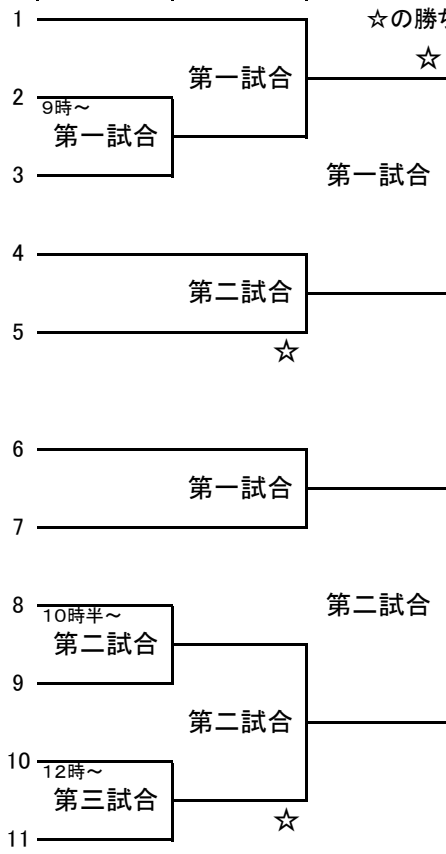 1
☆の勝
☆
第一試合
2
9時～
第一試合
3
第一試合
4
第二試合
5
☆
6
第一試合
7
8
第二試合
10時半～
第二試合
9
第二試合
10
12時～
第三試合
☆
11